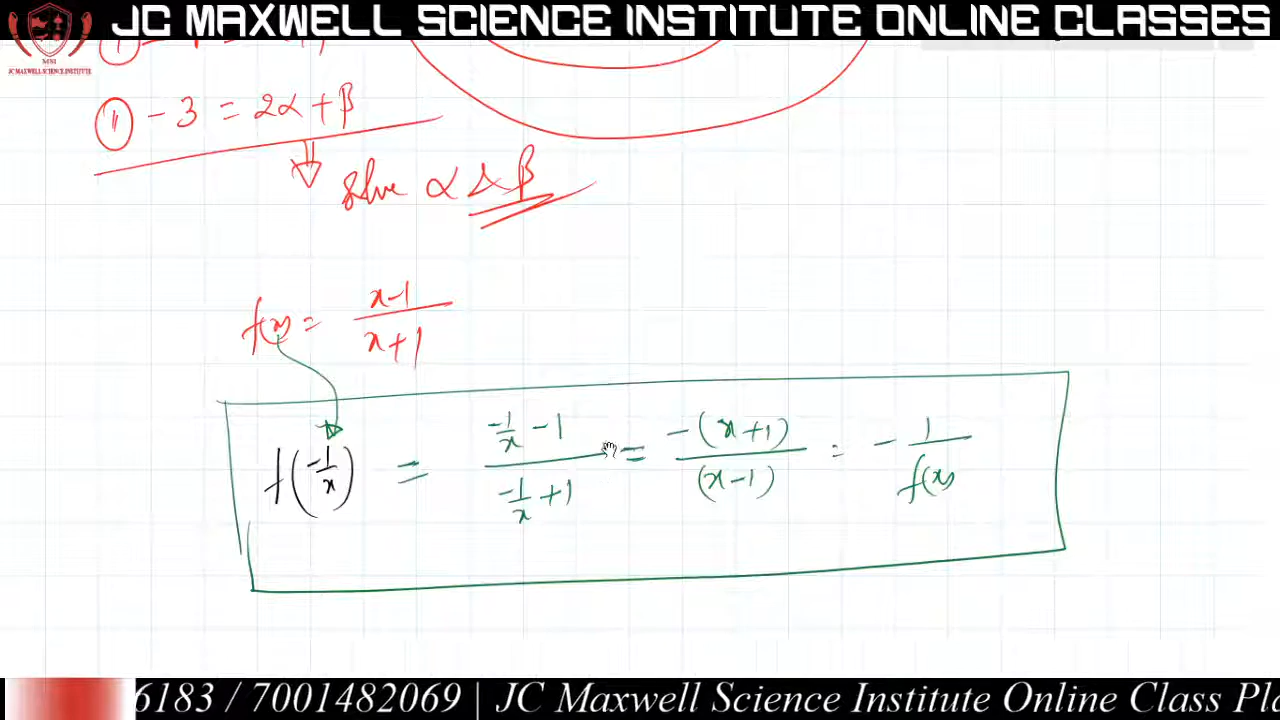 JC MAXWELL SCIENCE INSTITUTE ONLINE CLASSES
MSI
JC MAXWELL SCIENCE INSTITUTE
(II) - 3 = 2α + β
Solve α & β
f(x) = (x-1)/(x+1)
f(-1/x) = (-1/x - 1)/(-1/x + 1) = -(x+1)/(x-1) = - 1/f(x)
6183 / 7001482069 | JC Maxwell Science Institute Online Class Pla